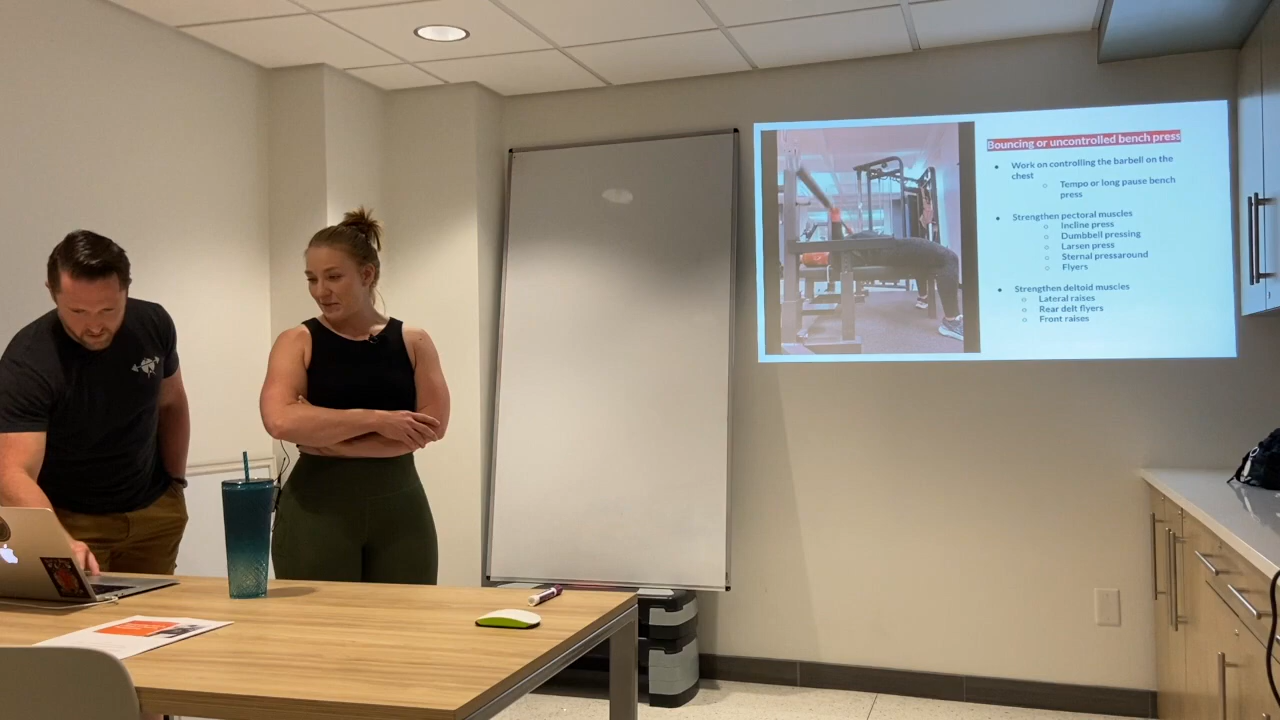 Bouncing or uncontrolled bench press
Work on controlling the barbell on the
chest
Tempo or long pause bench
press
Strengthen pectoral muscles
Incline press
Dumbbell pressing
Larsen press
Sternal pressaround
Flyers
Strengthen deltoid muscles
Lateral raises
Rear delt flyers
Front raises